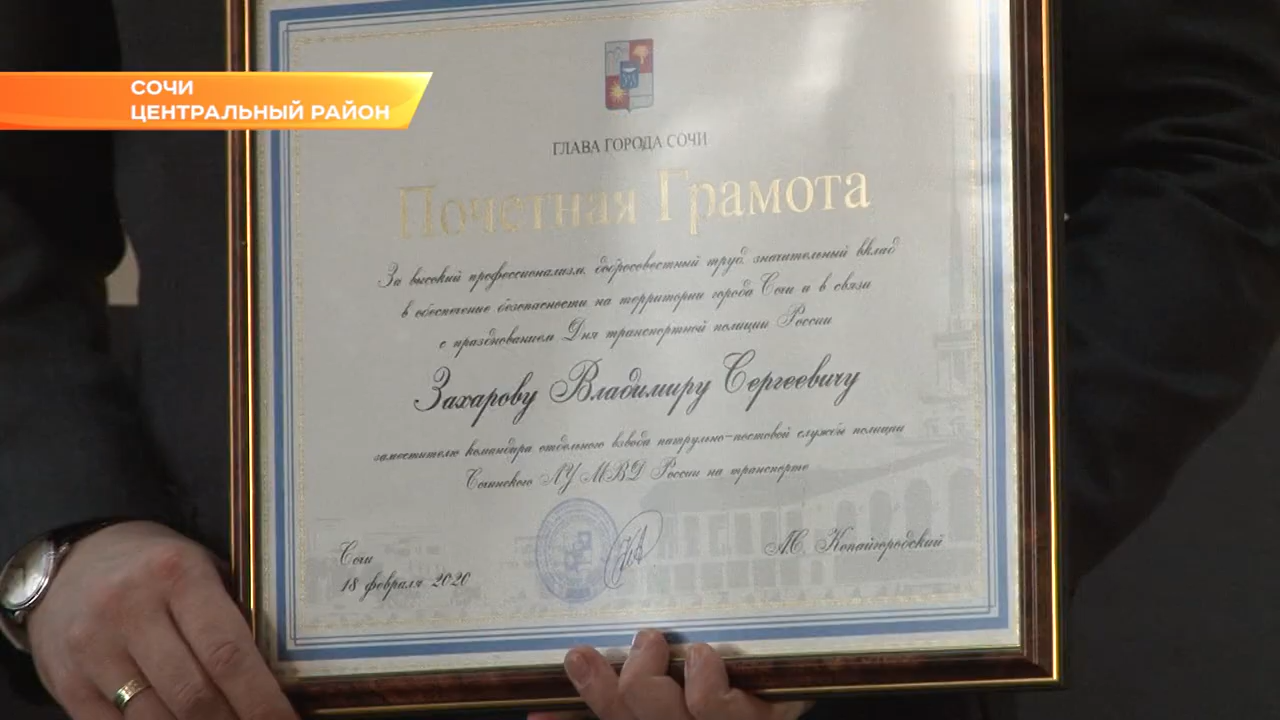 СОЧИ
ЦЕНТРАЛЬНЫЙ РАЙОН
ГЛАВА ГОРОДА СОЧИ
Почетная Грамота
За высокий профессионализм, добросовестный труд, значительный вклад
в обеспечение безопасности на территории города Сочи и в связи
с празднованием Дня транспортной полиции России
Захарову Владимиру Сергеевичу
заместителю командира отдельного взвода патрульно-постовой службы полиции
Сочинского ЛУ МВД России на транспорте
Сочи
18 февраля 2020
А.С. Копайгородский